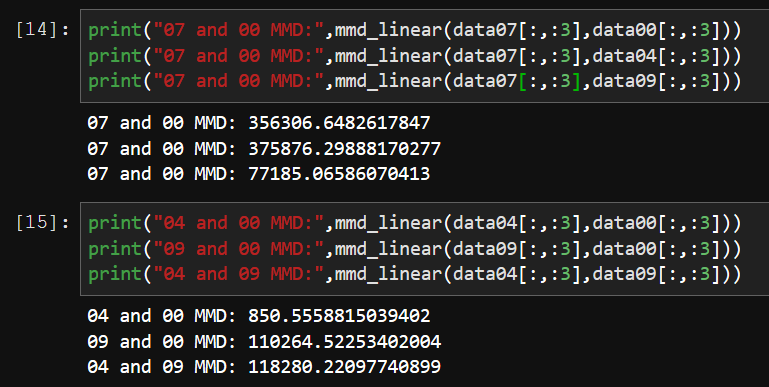 [14]: print("07 and 00 MMD:",mmd_linear(data07[:,:3],data00[:,:3]))
print("07 and 00 MMD:",mmd_linear(data07[:,:3],data04[:,:3]))
print("07 and 00 MMD:",mmd_linear(data07[:,:3],data09[:,:3]))
07 and 00 MMD: 356306.6482617847
07 and 00 MMD: 375876.29888170277
07 and 00 MMD: 77185.06586070413
[15]: print("04 and 00 MMD:",mmd_linear(data04[:,:3],data00[:,:3]))
print("09 and 00 MMD:",mmd_linear(data09[:,:3],data00[:,:3]))
print("04 and 09 MMD:",mmd_linear(data04[:,:3],data09[:,:3]))
04 and 00 MMD: 850.5558815039402
09 and 00 MMD: 110264.52253402004
04 and 09 MMD: 118280.22097740899